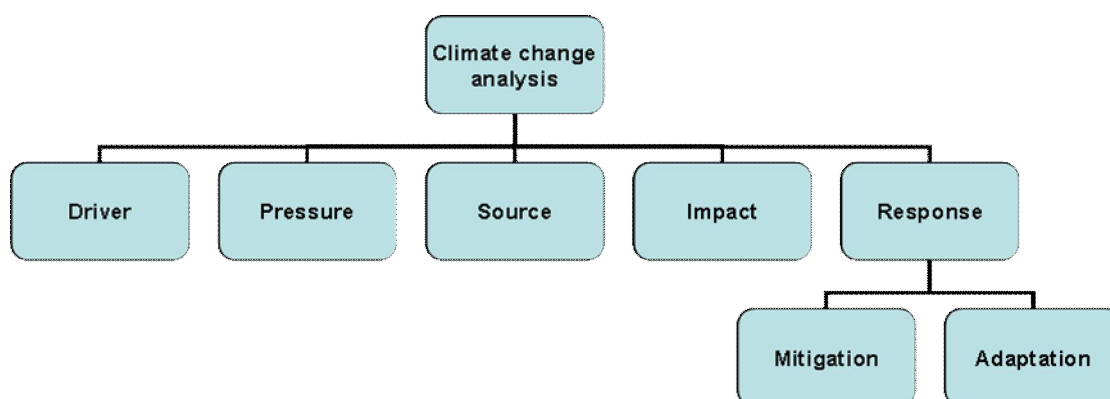 Climate change
analysis
Driver
Pressure
Source
Impact
Response
Mitigation
Adaptation